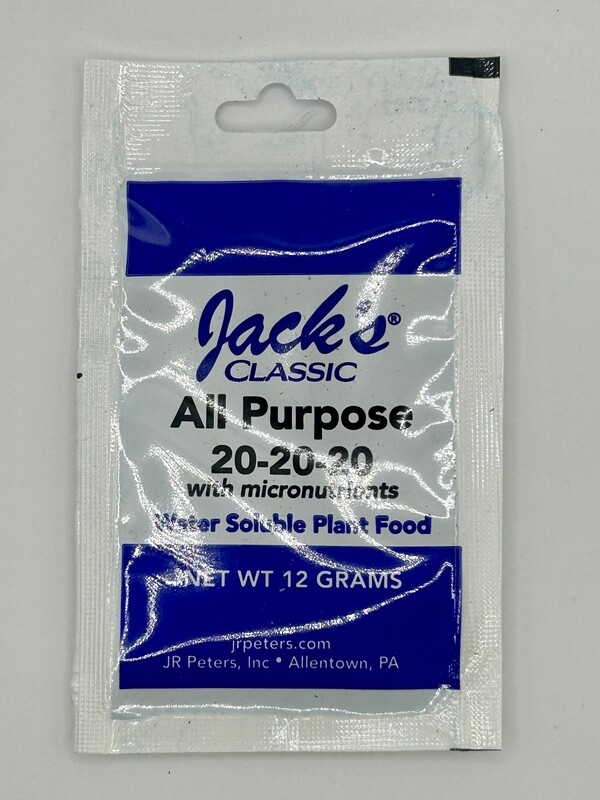 Jack's®
CLASSIC
All Purpose
20-20-20
with micronutrients
Water Soluble Plant Food
NET WT 12 GRAMS
jrpeters.com
JR Peters, Inc • Allentown, PA